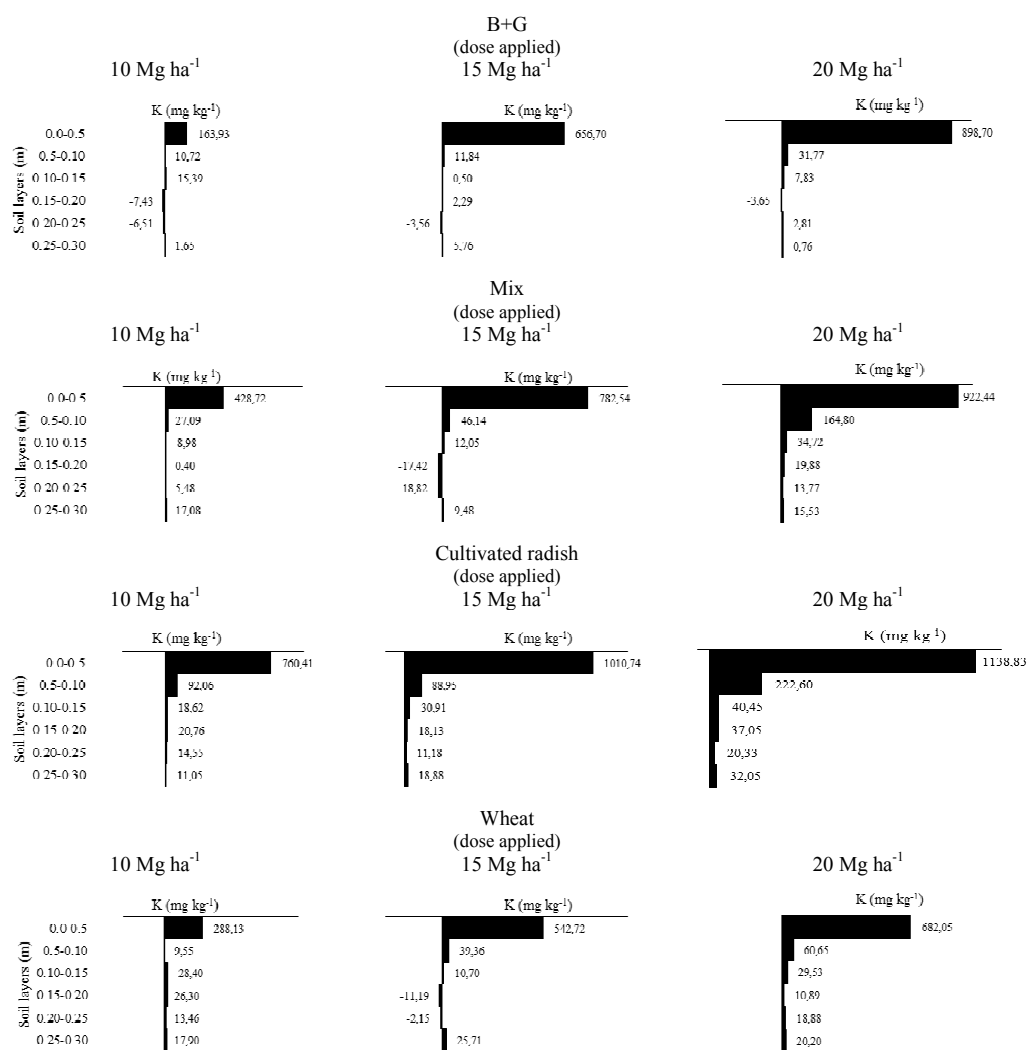 B+G
(dose applied)
10 Mg ha⁻¹ 15 Mg ha⁻¹ 20 Mg ha⁻¹
K (mg kg⁻¹) K (mg kg⁻¹) K (mg kg⁻¹)
Soil layers (m)
0.0-0.5 163,93 656,70 898,70
0.5-0.10 10,72 11,84 31,77
0.10-0.15 15,39 0,50 7,83
0.15-0.20 -7,43 2,29 -3,65
0.20-0.25 -6,51 -3,56 2,81
0.25-0.30 1,65 5,76 0,76
Mix
(dose applied)
10 Mg ha⁻¹ 15 Mg ha⁻¹ 20 Mg ha⁻¹
K (mg kg⁻¹) K (mg kg⁻¹) K (mg kg⁻¹)
Soil layers (m)
0.0-0.5 428,72 782,54 922,44
0.5-0.10 27,09 46,14 164,80
0.10-0.15 8,98 12,05 34,72
0.15-0.20 0,40 -17,42 19,88
0.20-0.25 5,48 18,82 13,77
0.25-0.30 17,08 9,48 15,53
Cultivated radish
(dose applied)
10 Mg ha⁻¹ 15 Mg ha⁻¹ 20 Mg ha⁻¹
K (mg kg⁻¹) K (mg kg⁻¹) K (mg kg⁻¹)
Soil layers (m)
0.0-0.5 760,41 1010,74 1138,83
0.5-0.10 92,06 88,95 222,60
0.10-0.15 18,62 30,91 40,45
0.15-0.20 20,76 18,13 37,05
0.20-0.25 14,55 11,18 20,33
0.25-0.30 11,05 18,88 32,05
Wheat
(dose applied)
10 Mg ha⁻¹ 15 Mg ha⁻¹ 20 Mg ha⁻¹
K (mg kg⁻¹) K (mg kg⁻¹) K (mg kg⁻¹)
Soil layers (m)
0.0-0.5 288,13 542,72 682,05
0.5-0.10 9,55 39,36 60,65
0.10-0.15 28,40 10,70 29,53
0.15-0.20 26,30 -11,19 10,89
0.20-0.25 13,46 -2,15 18,88
0.25-0.30 17,90 25,71 20,20